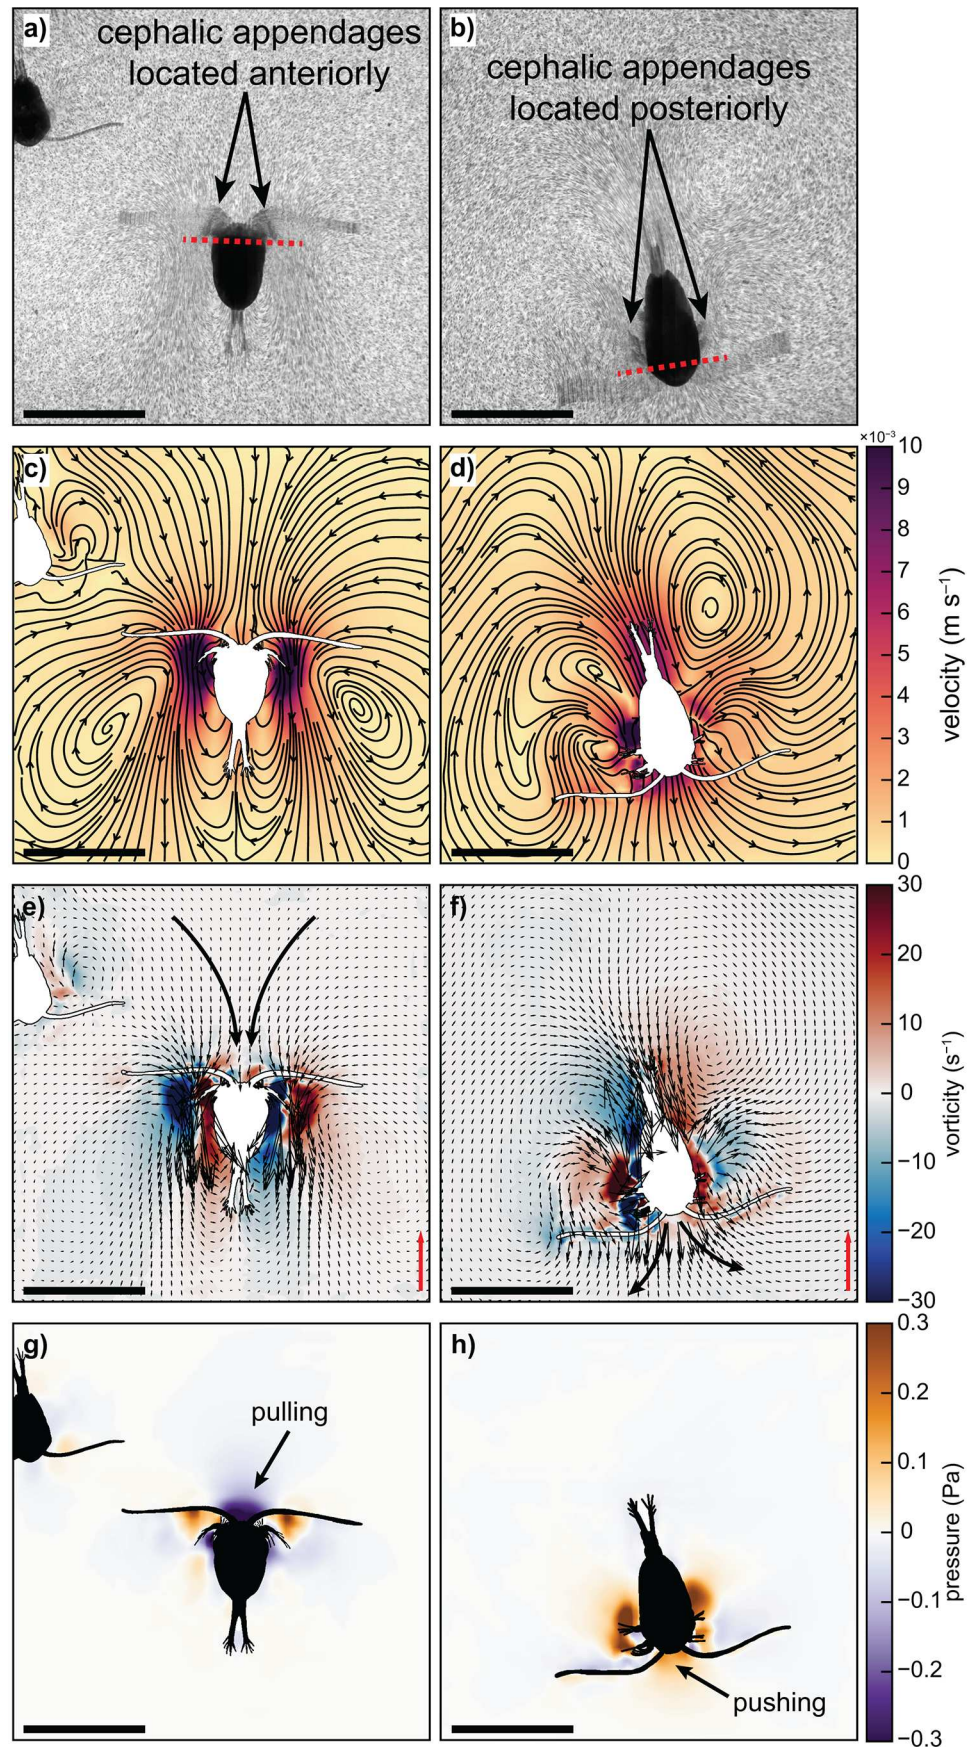 a)
cephalic appendages
located anteriorly
b)
cephalic appendages
located posteriorly
c)
d)
×10⁻³
10
9
8
7
6
5
4
3
2
1
0
velocity (m s⁻¹)
e)
f)
30
20
10
0
−10
−20
−30
vorticity (s⁻¹)
g)
pulling
h)
pushing
0.3
0.2
0.1
0
−0.1
−0.2
−0.3
pressure (Pa)